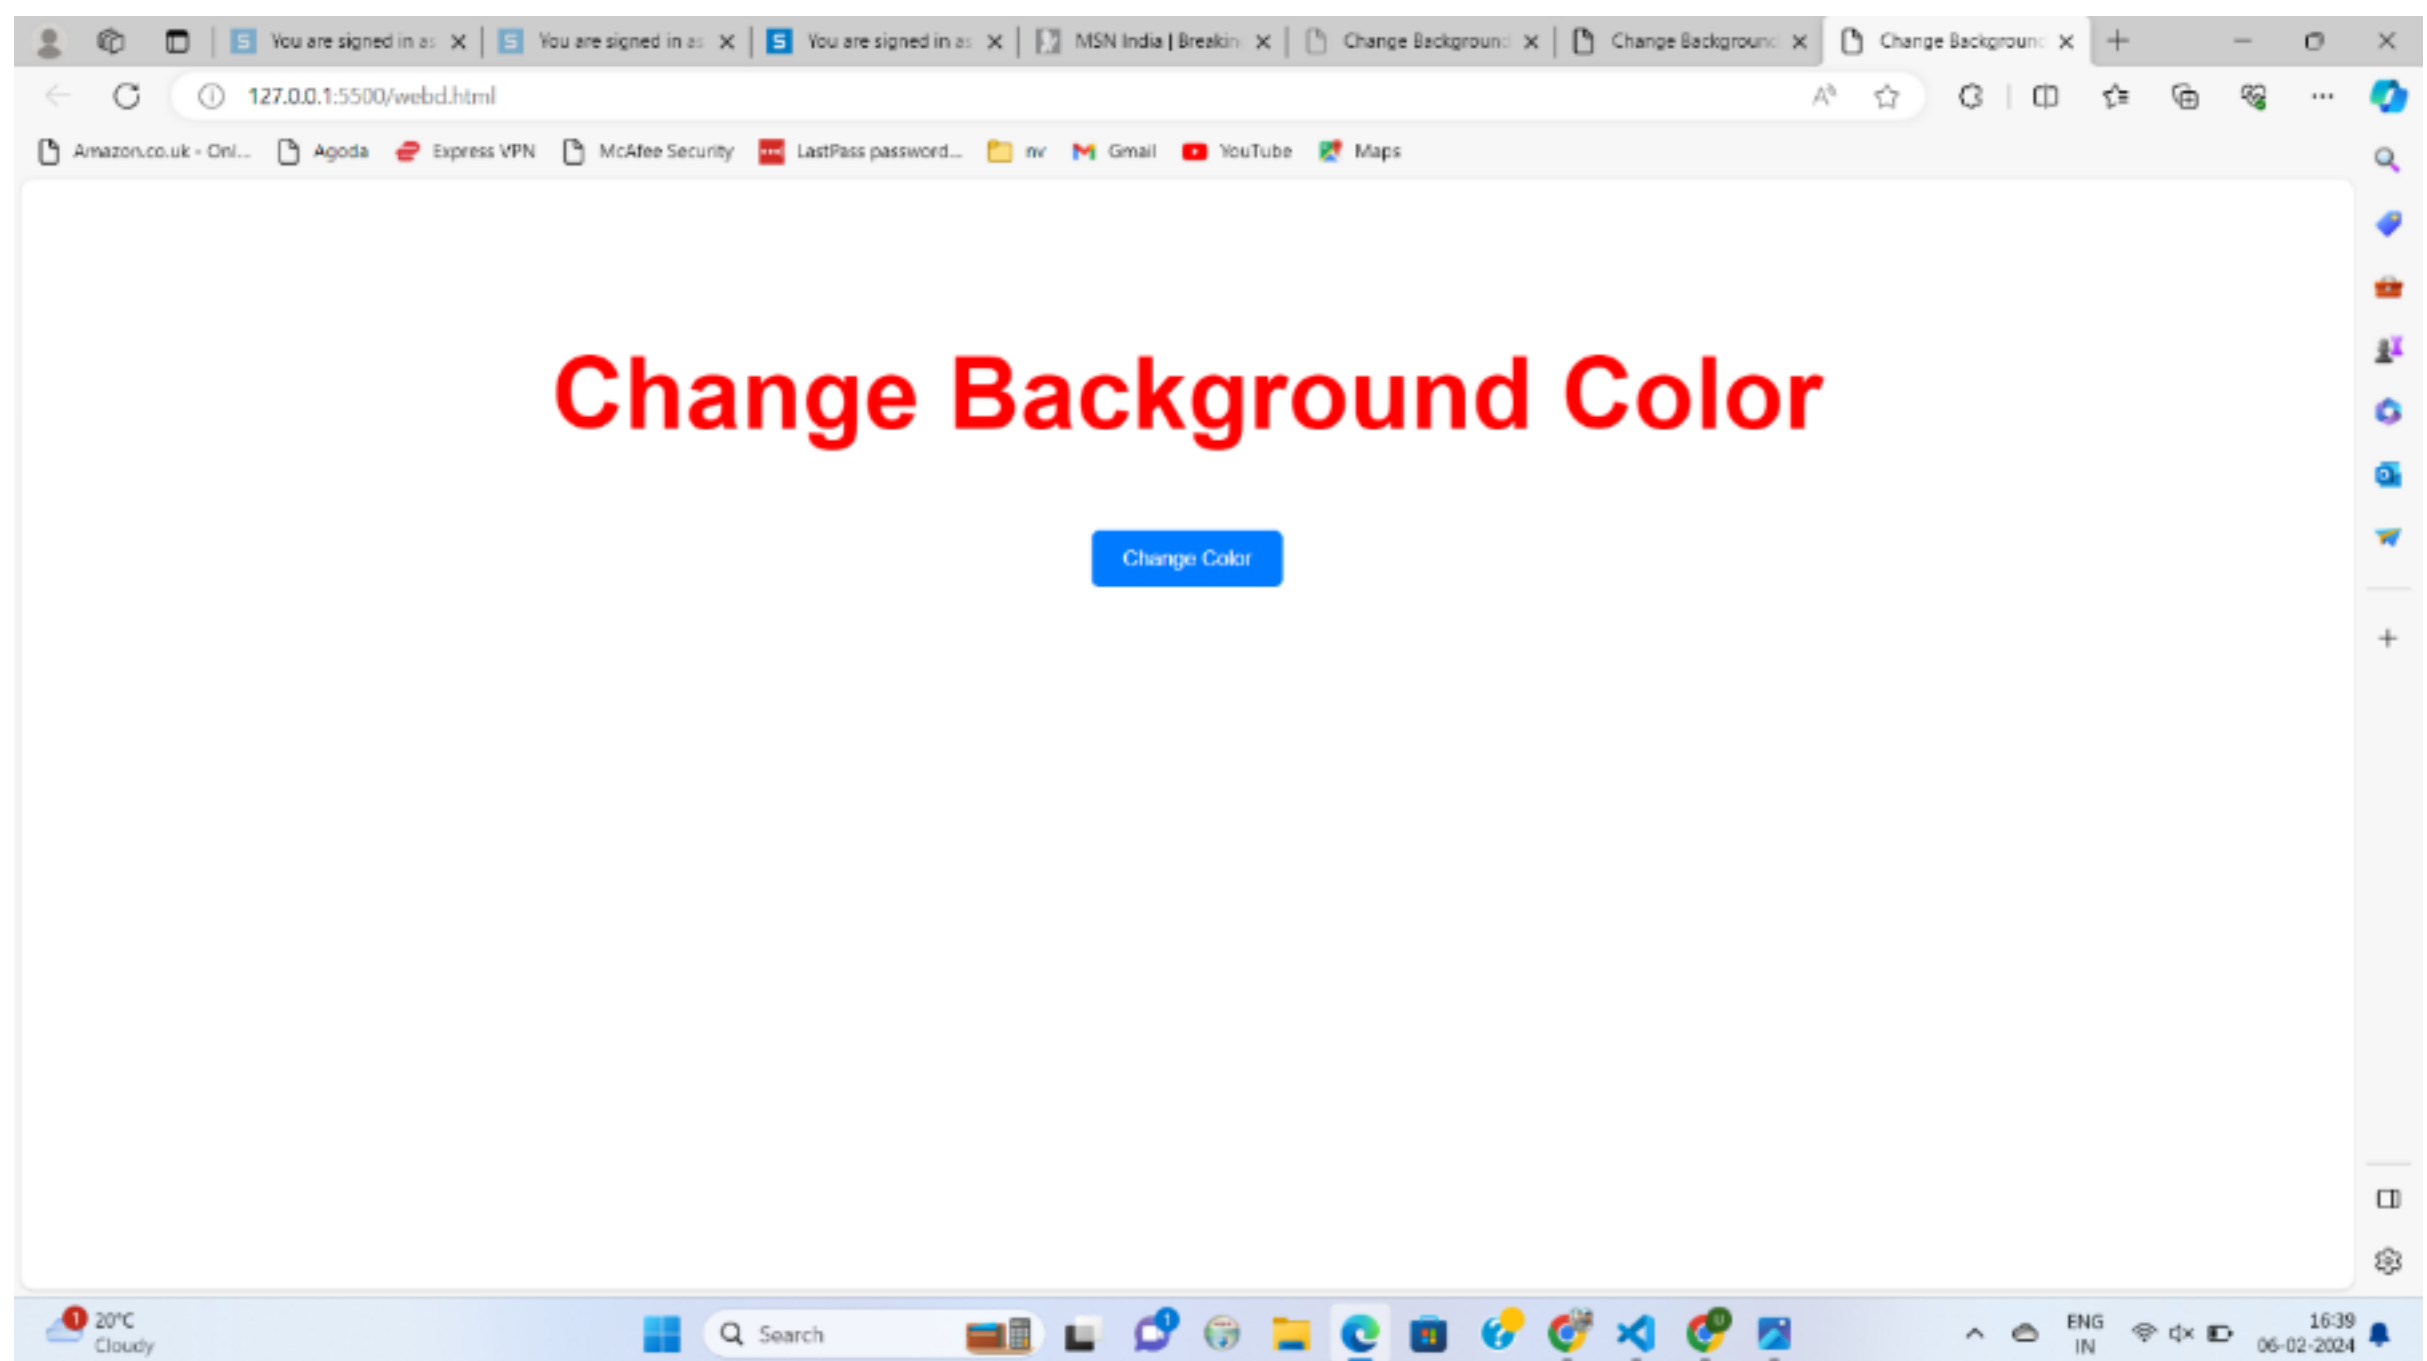 You are signed in as You are signed in as You are signed in as MSN India | Breakin Change Background Change Background Change Background
127.0.0.1:5500/webd.html
Amazon.co.uk - Onl... Agoda Express VPN McAfee Security LastPass password... nv Gmail YouTube Maps
Change Background Color
Change Color
1 20°C
Cloudy
Search
1
ENG
IN
16:39
06-02-2024